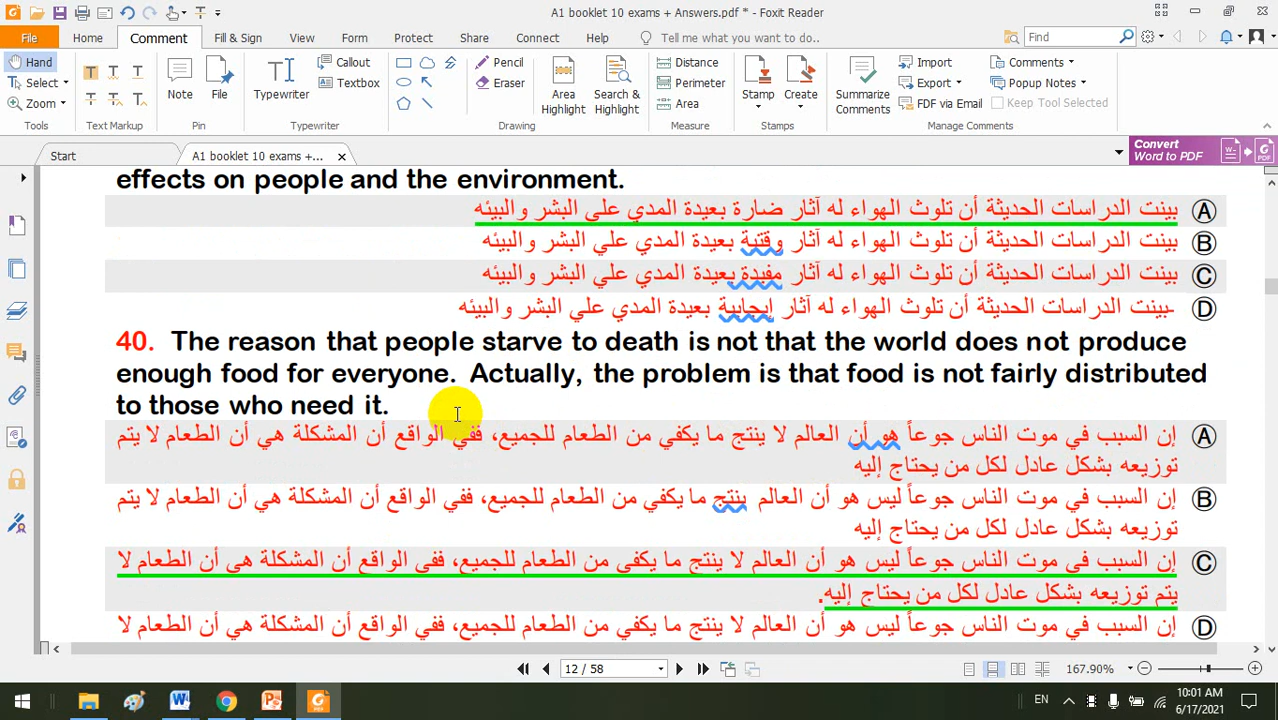 A1 booklet 10 exams + Answers.pdf * - Foxit Reader
File Home Comment Fill & Sign View Form Protect Share Connect Help Tell me what you want to do.. Find
Hand
Select
Zoom
Tools
Text Markup
Note
File
Pin
Typewriter
Callout
Textbox
Typewriter
Pencil
Eraser
Drawing
Area Highlight
Search & Highlight
Distance
Perimeter
Area
Measure
Stamp
Create
Stamps
Summarize Comments
Import
Export
FDF via Email
Comments
Popup Notes
Keep Tool Selected
Manage Comments
Start
A1 booklet 10 exams +...
Convert
Word to PDF
effects on people and the environment.
A بينت الدراسات الحديثة أن تلوث الهواء له آثار ضارة بعيدة المدي علي البشر والبيئه
B بينت الدراسات الحديثة أن تلوث الهواء له آثار وقتية بعيدة المدي علي البشر والبيئه
C بينت الدراسات الحديثة أن تلوث الهواء له آثار مفيدة بعيدة المدي علي البشر والبيئه
D -بينت الدراسات الحديثة أن تلوث الهواء له آثار إيجابية بعيدة المدي علي البشر والبيئه
40. The reason that people starve to death is not that the world does not produce
enough food for everyone. Actually, the problem is that food is not fairly distributed
to those who need it.
A إن السبب في موت الناس جوعاً هو أن العالم لا ينتج ما يكفي من الطعام للجميع، ففي الواقع أن المشكلة هي أن الطعام لا يتم
توزيعه بشكل عادل لكل من يحتاج إليه
B إن السبب في موت الناس جوعاً ليس هو أن العالم ينتج ما يكفي من الطعام للجميع، ففي الواقع أن المشكلة هي أن الطعام لا يتم
توزيعه بشكل عادل لكل من يحتاج إليه
C إن السبب في موت الناس جوعاً ليس هو أن العالم لا ينتج ما يكفي من الطعام للجميع، ففي الواقع أن المشكلة هي أن الطعام لا
يتم توزيعه بشكل عادل لكل من يحتاج إليه.
D إن السبب في موت الناس جوعاً ليس هو أن العالم لا ينتج ما يكفي من الطعام للجميع، ففي الواقع أن المشكلة هي أن الطعام لا
12 / 58
167.90%
EN
10:01 AM
6/17/2021